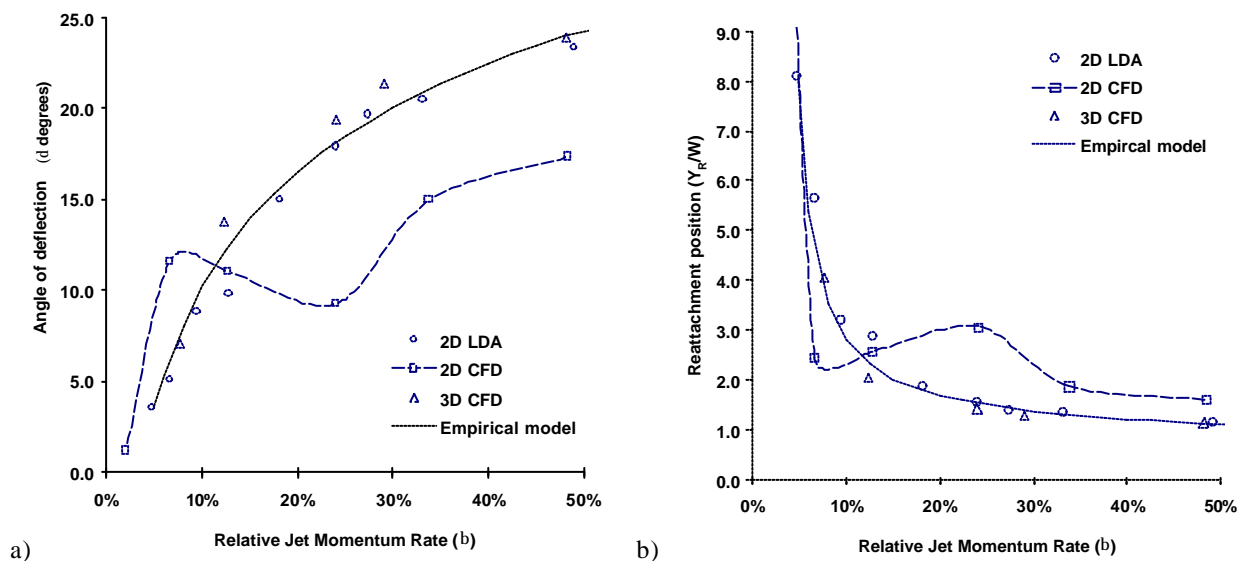 25.0
20.0
15.0
10.0
5.0
0.0
Angle of deflection (d degrees)
2D LDA
2D CFD
3D CFD
Empirical model
0%
10%
20%
30%
40%
50%
Relative Jet Momentum Rate (b)
a)
9.0
8.0
7.0
6.0
5.0
4.0
3.0
2.0
1.0
0.0
Reattachment position (YR/W)
2D LDA
2D CFD
3D CFD
Empircal model
0%
10%
20%
30%
40%
50%
Relative Jet Momentum Rate (b)
b)